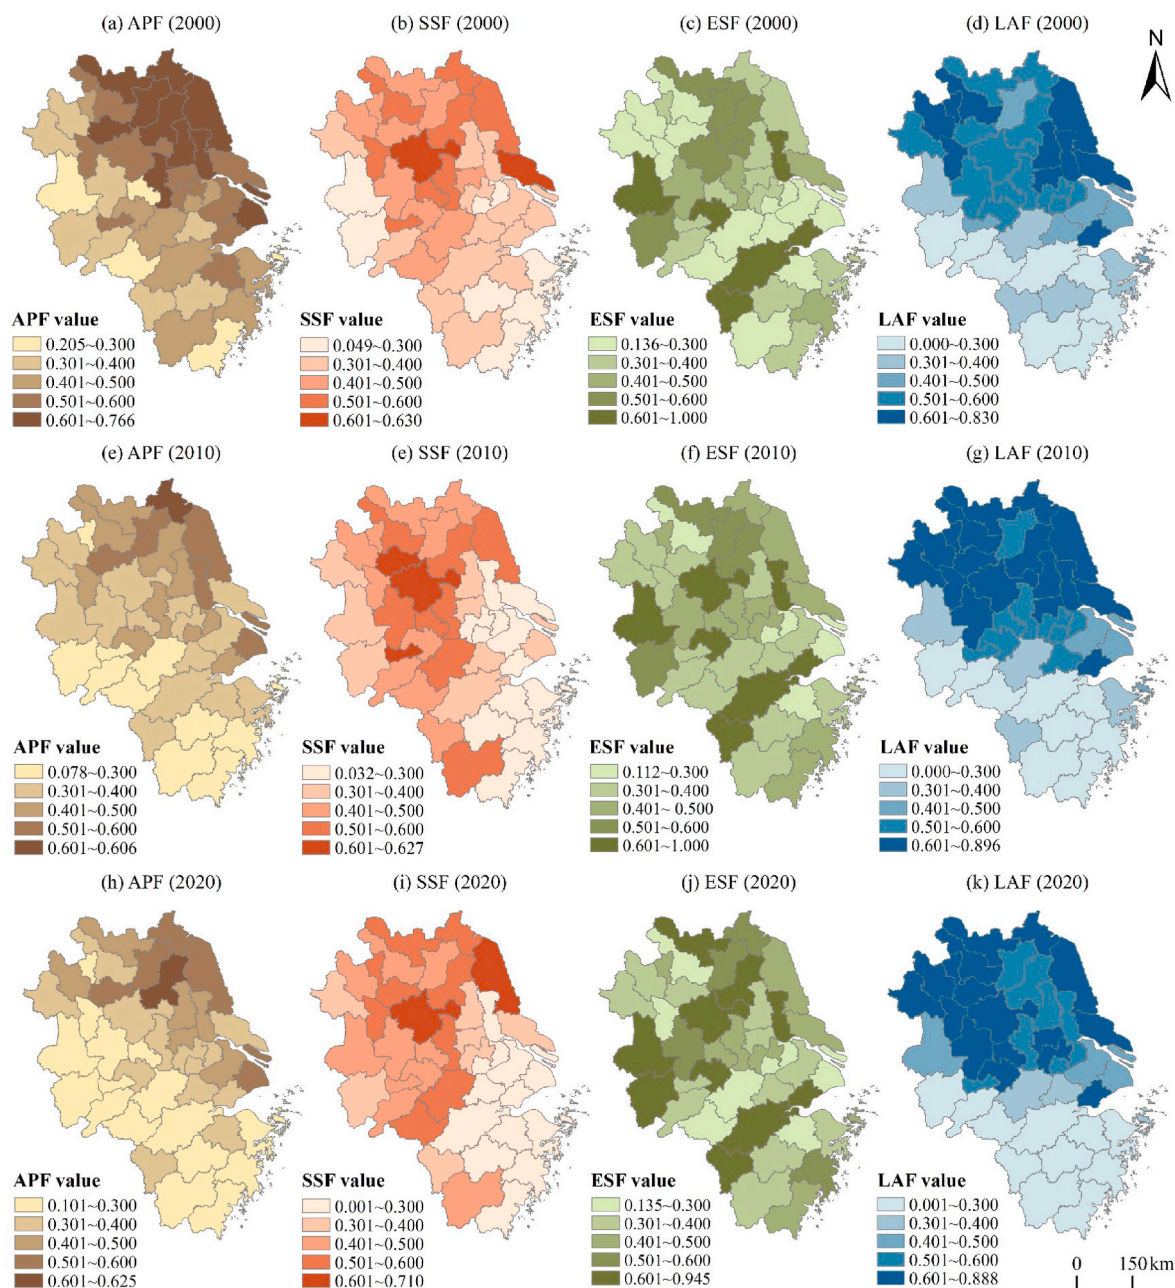 (a) APF (2000)
(b) SSF (2000)
(c) ESF (2000)
(d) LAF (2000)
N
APF value
0.205~0.300
0.301~0.400
0.401~0.500
0.501~0.600
0.601~0.766
SSF value
0.049~0.300
0.301~0.400
0.401~0.500
0.501~0.600
0.601~0.630
ESF value
0.136~0.300
0.301~0.400
0.401~0.500
0.501~0.600
0.601~1.000
LAF value
0.000~0.300
0.301~0.400
0.401~0.500
0.501~0.600
0.601~0.830
(e) APF (2010)
(e) SSF (2010)
(f) ESF (2010)
(g) LAF (2010)
APF value
0.078~0.300
0.301~0.400
0.401~0.500
0.501~0.600
0.601~0.606
SSF value
0.032~0.300
0.301~0.400
0.401~0.500
0.501~0.600
0.601~0.627
ESF value
0.112~0.300
0.301~0.400
0.401~ 0.500
0.501~0.600
0.601~1.000
LAF value
0.000~0.300
0.301~0.400
0.401~0.500
0.501~0.600
0.601~0.896
(h) APF (2020)
(i) SSF (2020)
(j) ESF (2020)
(k) LAF (2020)
APF value
0.101~0.300
0.301~0.400
0.401~0.500
0.501~0.600
0.601~0.625
SSF value
0.001~0.300
0.301~0.400
0.401~0.500
0.501~0.600
0.601~0.710
ESF value
0.135~0.300
0.301~0.400
0.401~0.500
0.501~0.600
0.601~0.945
LAF value
0.001~0.300
0.301~0.400
0.401~0.500
0.501~0.600
0.601~0.888
0 150 km